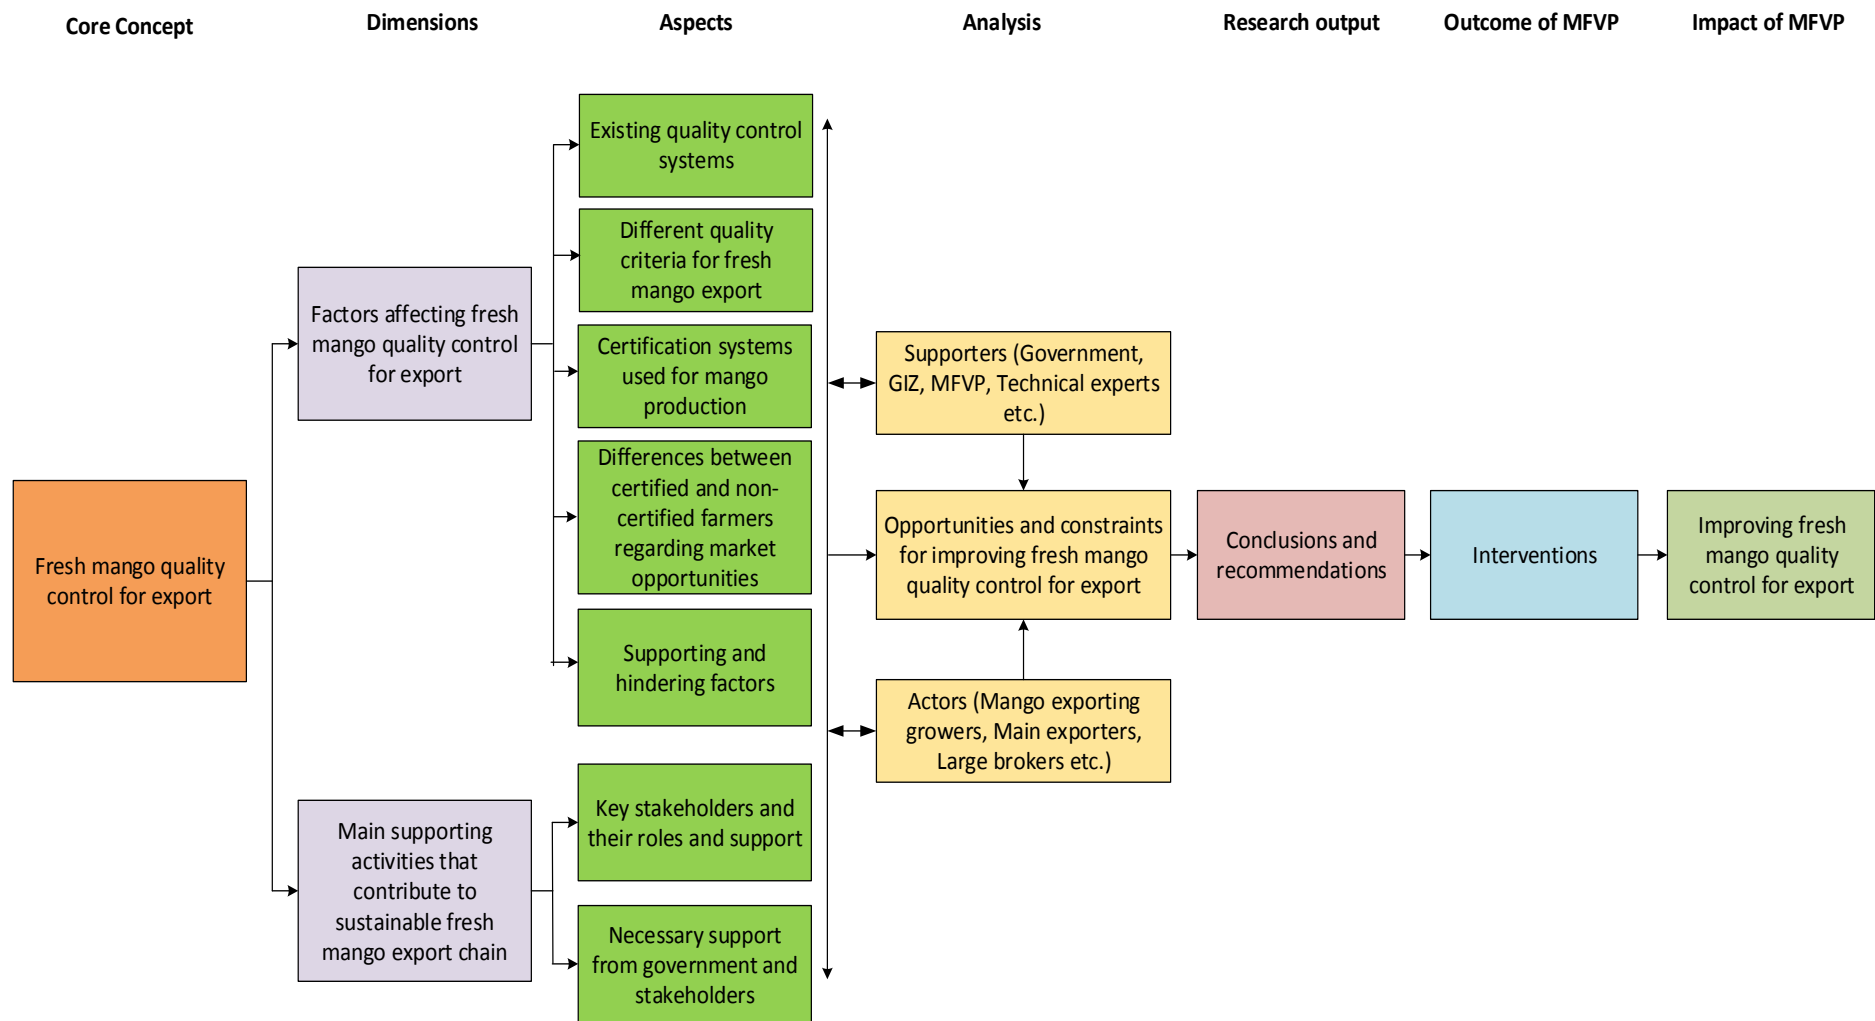 Core Concept
Dimensions
Aspects
Analysis
Research output
Outcome of MFVP
Impact of MFVP
Fresh mango quality
control for export
Factors affecting fresh
mango quality control
for export
Main supporting
activities that
contribute to
sustainable fresh
mango export chain
Existing quality control
systems
Different quality
criteria for fresh
mango export
Certification systems
used for mango
production
Differences between
certified and non-
certified farmers
regarding market
opportunities
Supporting and
hindering factors
Key stakeholders and
their roles and support
Necessary support
from government and
stakeholders
Supporters (Government,
GIZ, MFVP, Technical experts
etc.)
Opportunities and constraints
for improving fresh mango
quality control for export
Actors (Mango exporting
growers, Main exporters,
Large brokers etc.)
Conclusions and
recommendations
Interventions
Improving fresh
mango quality
control for export